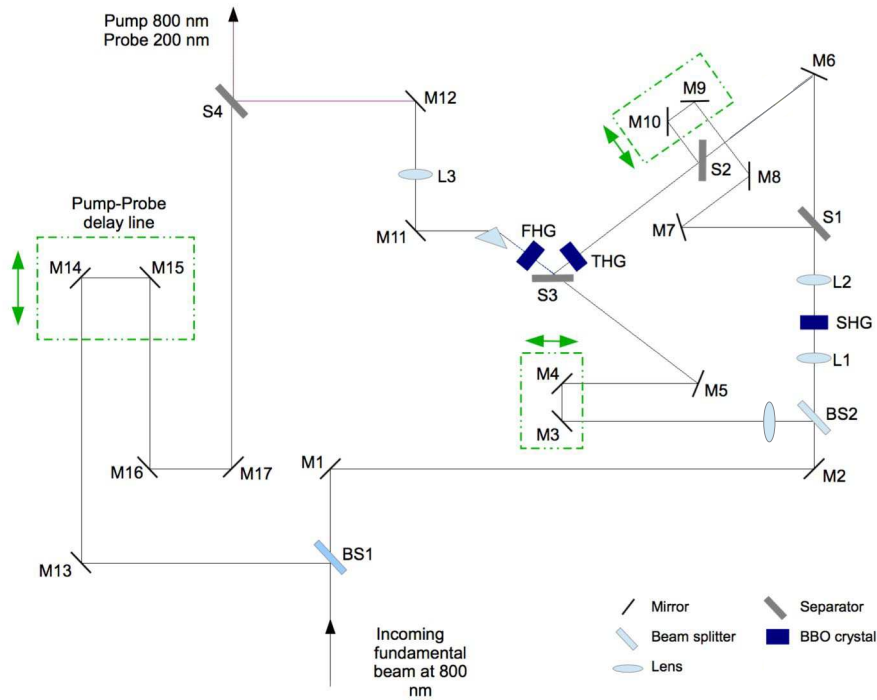 Pump 800 nm
Probe 200 nm
M6
M9
M12
M10
S4
S2
L3
M8
Pump-Probe
delay line
S1
M7
FHG
M11
M14
M15
THG
L2
S3
SHG
L1
M4
M5
BS2
M3
M1
M16
M17
M2
BS1
M13
Mirror
Separator
Incoming
fundamental
beam at 800
nm
Beam splitter
BBO crystal
Lens